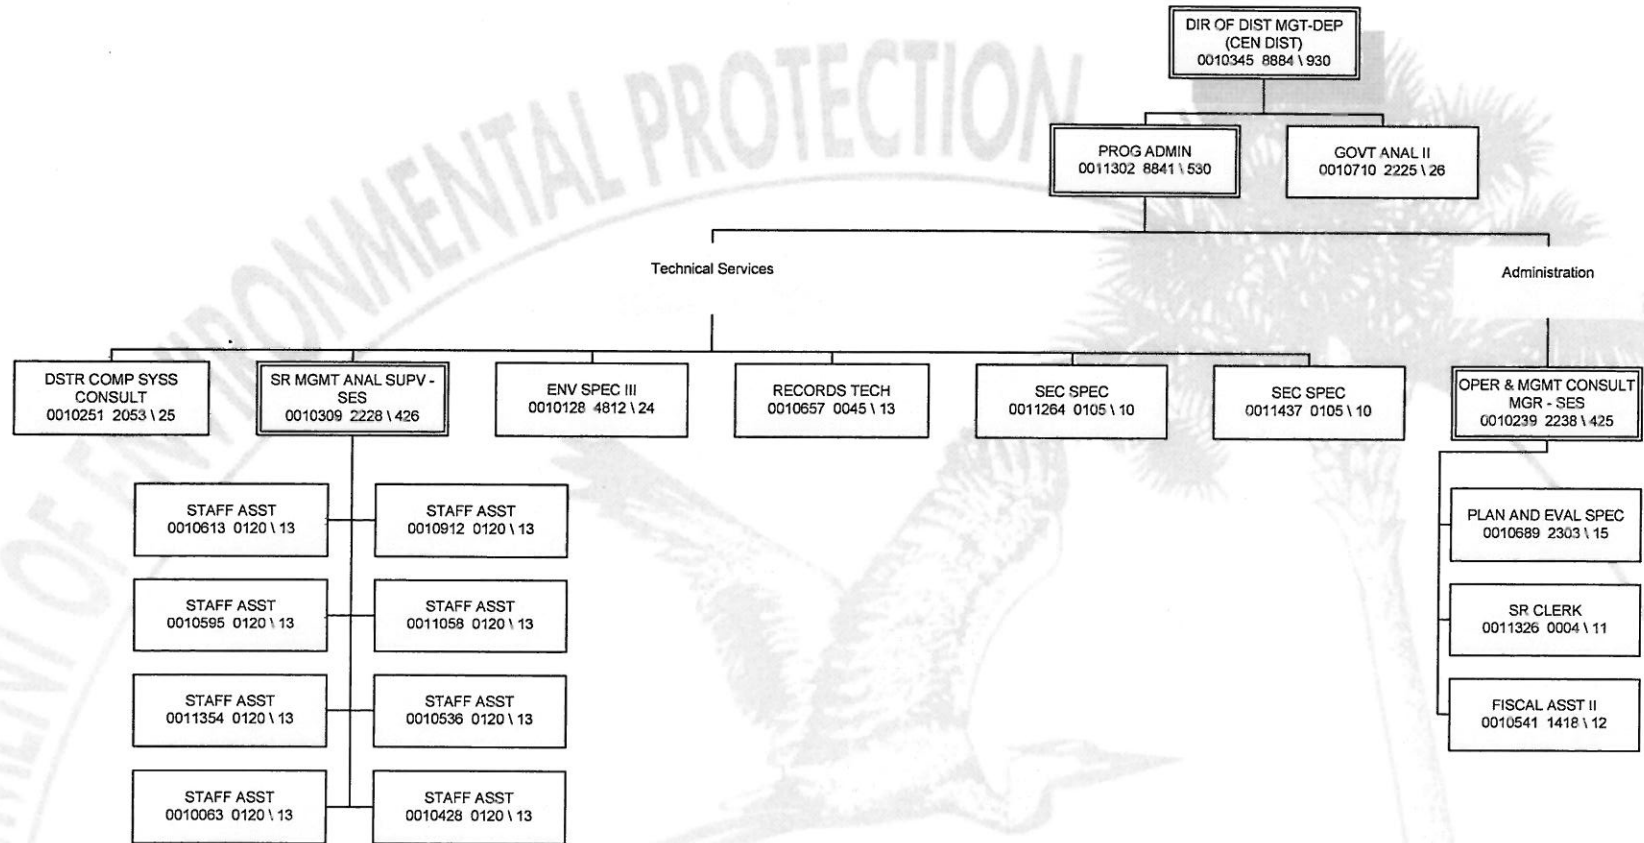 DIR OF DIST MGT-DEP
(CEN DIST)
0010345 8884 \ 930
PROG ADMIN
0011302 8841 \ 530
GOVT ANAL II
0010710 2225 \ 26
Technical Services
Administration
DSTR COMP SYSS
CONSULT
0010251 2053 \ 25
SR MGMT ANAL SUPV -
SES
0010309 2228 \ 426
ENV SPEC III
0010128 4812 \ 24
RECORDS TECH
0010657 0045 \ 13
SEC SPEC
0011264 0105 \ 10
SEC SPEC
0011437 0105 \ 10
OPER & MGMT CONSULT
MGR - SES
0010239 2238 \ 425
STAFF ASST
0010613 0120 \ 13
STAFF ASST
0010912 0120 \ 13
STAFF ASST
0010595 0120 \ 13
STAFF ASST
0011058 0120 \ 13
STAFF ASST
0011354 0120 \ 13
STAFF ASST
0010536 0120 \ 13
STAFF ASST
0010063 0120 \ 13
STAFF ASST
0010428 0120 \ 13
PLAN AND EVAL SPEC
0010689 2303 \ 15
SR CLERK
0011326 0004 \ 11
FISCAL ASST II
0010541 1418 \ 12
OF ENVIRONMENTAL PROTECTION